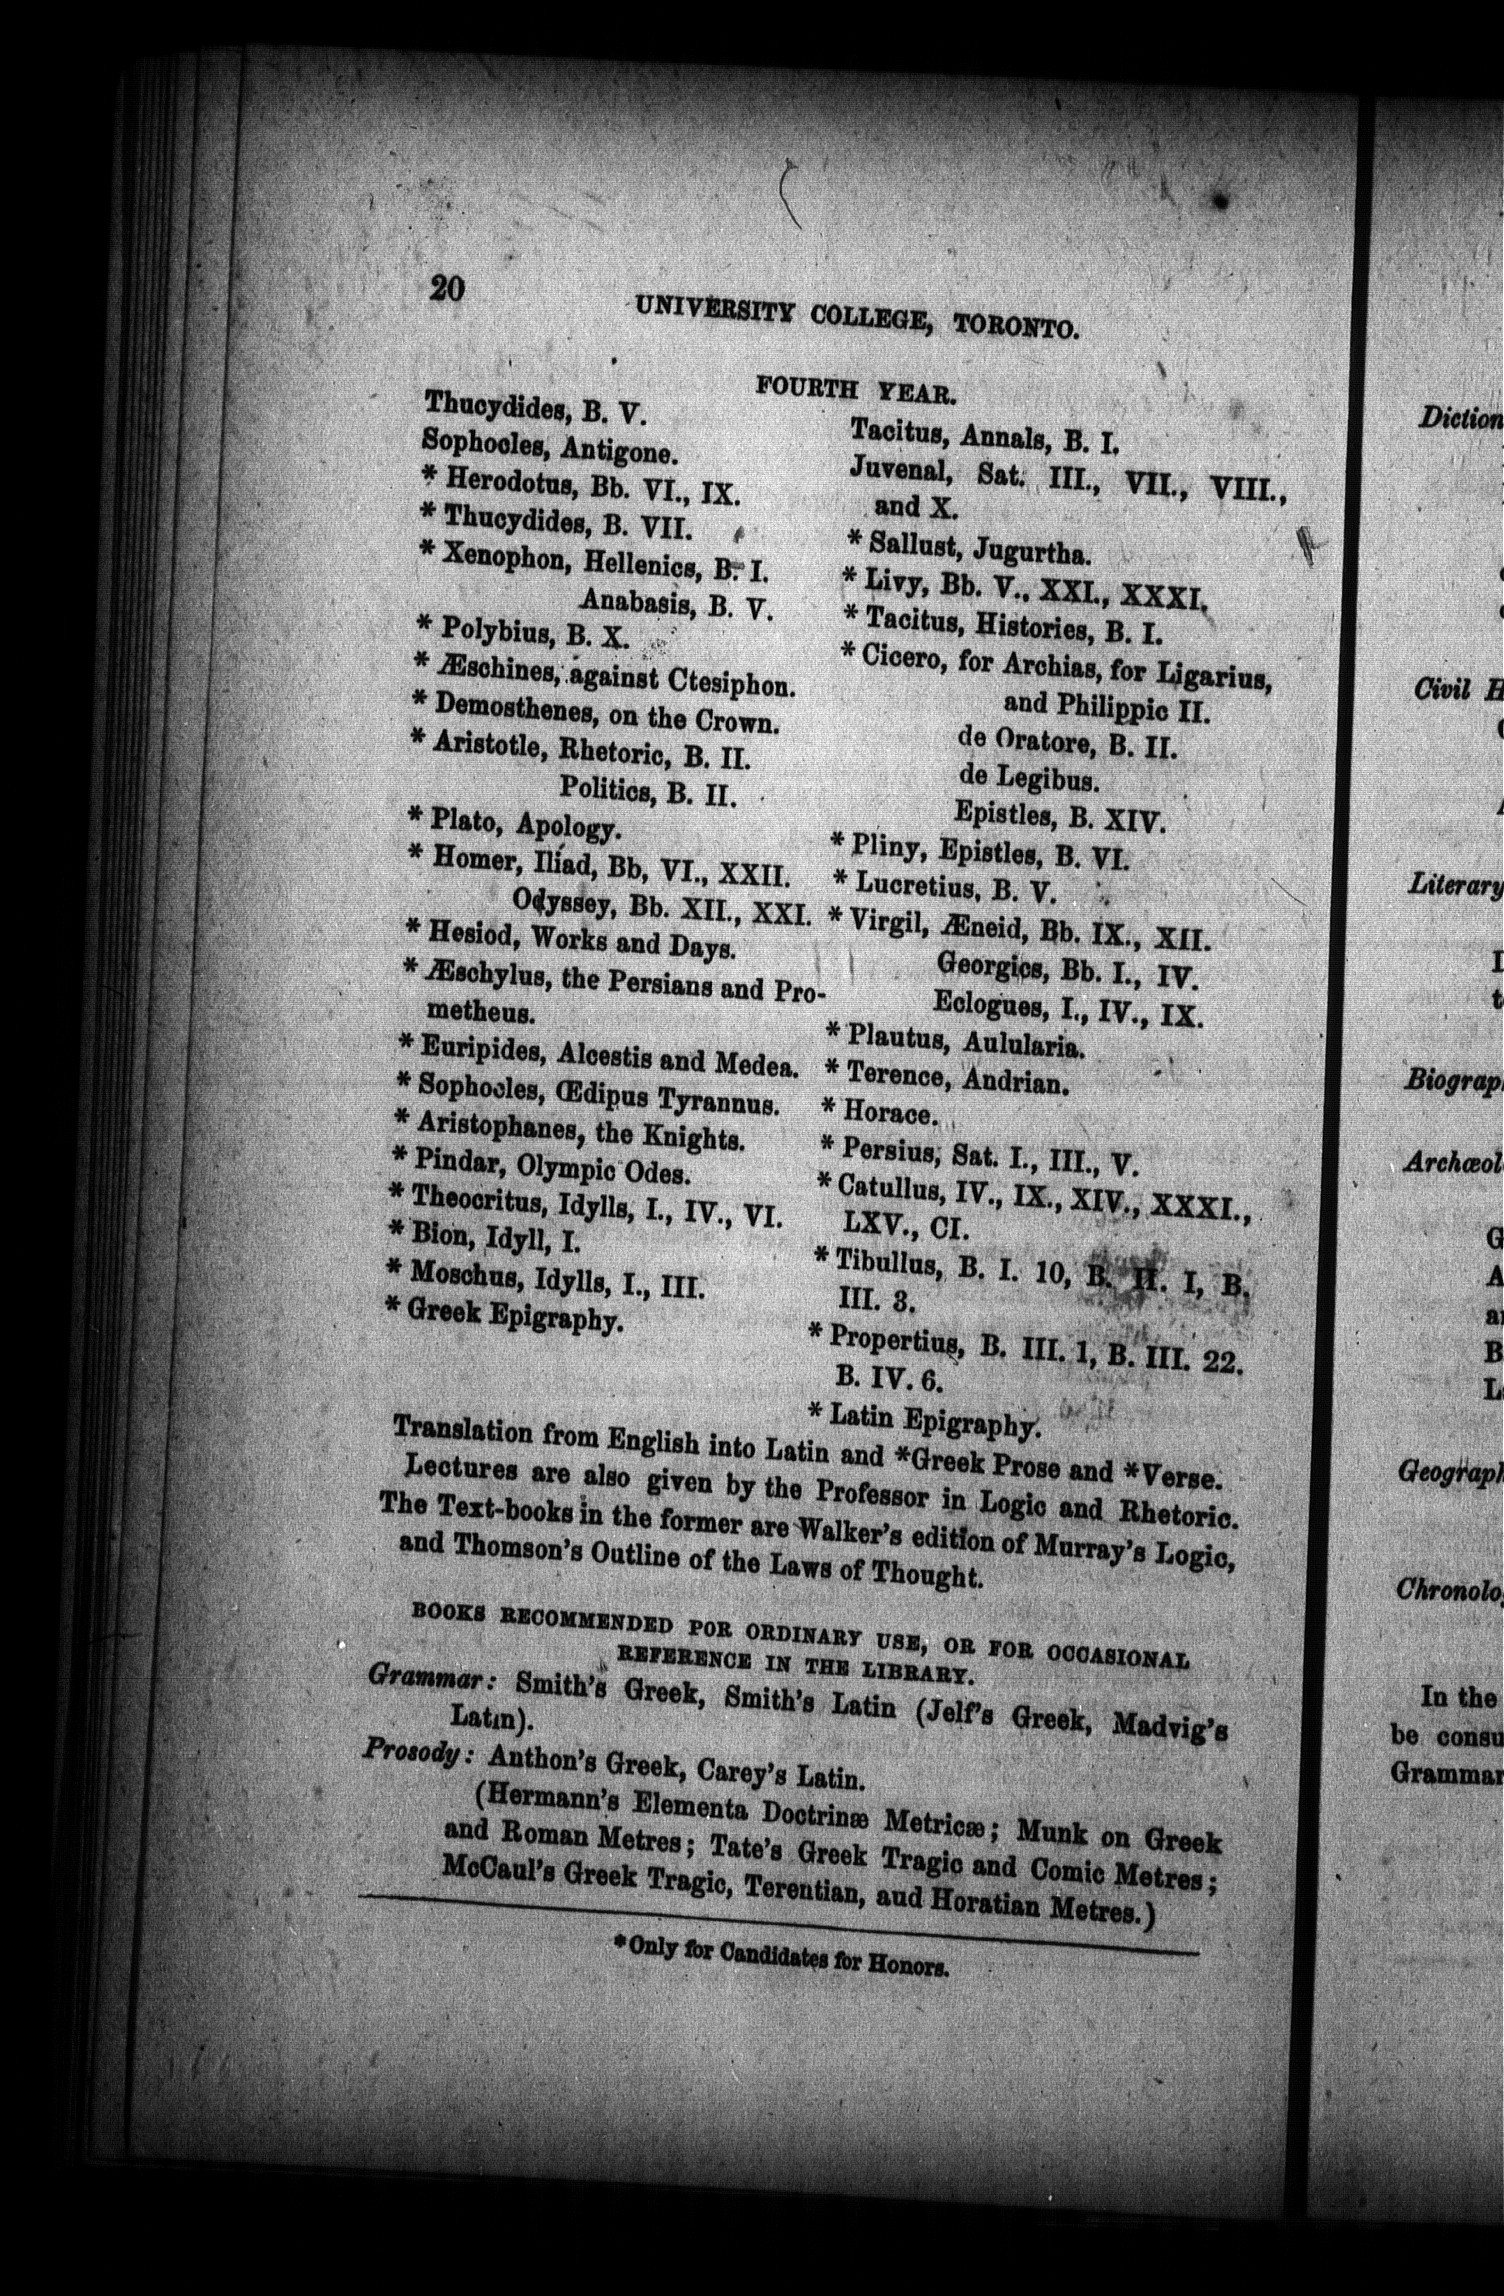 20
UNIVERSITY COLLEGE, TORONTO.
FOURTH YEAR.
Thucydides, B. V.
Sophocles, Antigone.
* Herodotus, Bb. VI., IX.
* Thucydides, B. VII.
* Xenophon, Hellenics, B. I.
Anabasis, B. V.
* Polybius, B. X.
* Æschines, against Ctesiphon.
* Demosthenes, on the Crown.
* Aristotle, Rhetoric, B. II.
Politics, B. II.
* Plato, Apology.
* Homer, Iliad, Bb, VI., XXII.
Odyssey, Bb. XII., XXI.
* Hesiod, Works and Days.
* Æschylus, the Persians and Pro-
metheus.
* Euripides, Alcestis and Medea.
* Sophocles, Œdipus Tyrannus.
* Aristophanes, the Knights.
* Pindar, Olympic Odes.
* Theocritus, Idylls, I., IV., VI.
* Bion, Idyll, I.
* Moschus, Idylls, I., III.
* Greek Epigraphy.
Tacitus, Annals, B. I.
Juvenal, Sat. III., VII., VIII.,
and X.
* Sallust, Jugurtha.
* Livy, Bb. V., XXI., XXXI.
* Tacitus, Histories, B. I.
* Cicero, for Archias, for Ligarius,
and Philippic II.
de Oratore, B. II.
de Legibus.
Epistles, B. XIV.
* Pliny, Epistles, B. VI.
* Lucretius, B. V.
* Virgil, Æneid, Bb. IX., XII.
Georgics, Bb. I., IV.
Eclogues, I., IV., IX.
* Plautus, Aulularia.
* Terence, Andrian.
* Horace.
* Persius, Sat. I., III., V.
* Catullus, IV., IX., XIV., XXXI.,
LXV., CI.
* Tibullus, B. I. 10, B. II. I, B.
III. 3.
* Propertius, B. III. 1, B. III. 22.
B. IV. 6.
* Latin Epigraphy.
Translation from English into Latin and *Greek Prose and *Verse.
Lectures are also given by the Professor in Logic and Rhetoric.
The Text-books in the former are Walker's edition of Murray's Logic,
and Thomson's Outline of the Laws of Thought.
BOOKS RECOMMENDED POR ORDINARY USE, OR FOR OCCASIONAL
REFERENCE IN THE LIBRARY.
Grammar: Smith's Greek, Smith's Latin (Jelf's Greek, Madvig's
Latin).
Prosody: Anthon's Greek, Carey's Latin.
(Hermann's Elementa Doctrinæ Metricæ; Munk on Greek
and Roman Metres; Tate's Greek Tragic and Comic Metres;
McCaul's Greek Tragic, Terentian, aud Horatian Metres.)
*Only for Candidates for Honors.
Diction
Civil H
Literary
Biograp
Archæol
Geograph
Chronolo
In the
be consu
Grammar